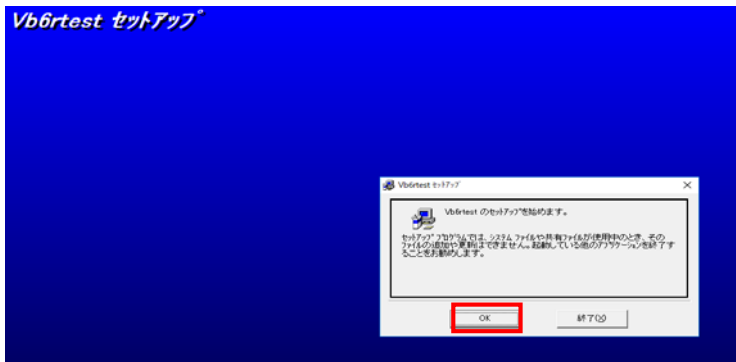 Vb6rtest セットアップ
Vb6rtest セットアップ
Vb6rtest のセットアップを始めます。
セットアップ プログラムでは、システム ファイルや共有ファイルが使用中のとき、その
ファイルの追加や更新はできません。起動している他のアプリケーションを終了す
ることをお勧めします。
OK
終了(X)